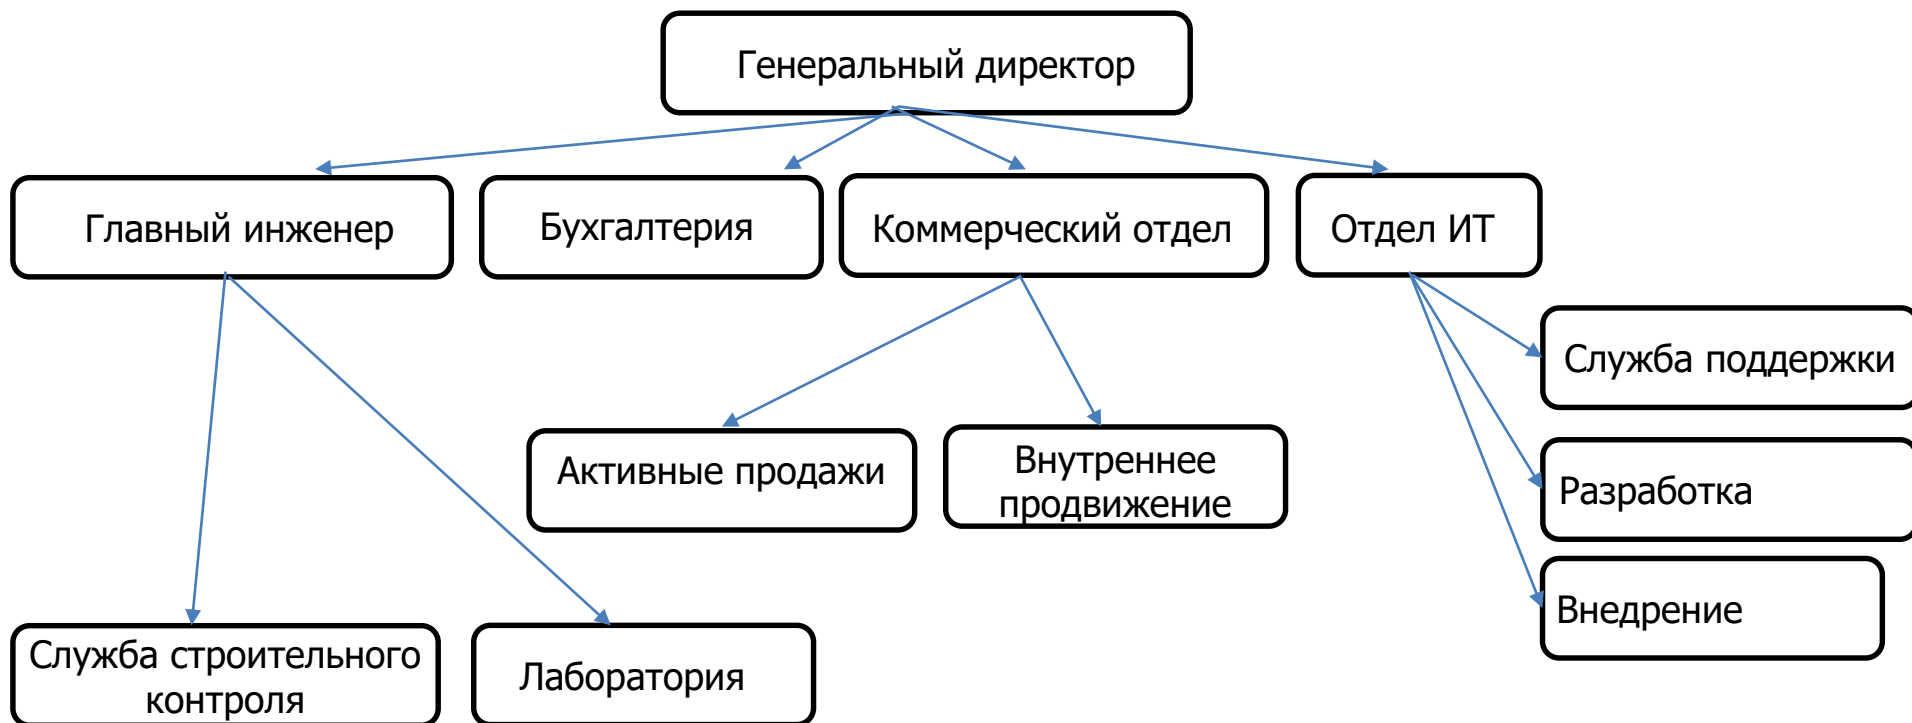 Генеральный директор
Главный инженер
Бухгалтерия
Коммерческий отдел
Отдел ИТ
Служба поддержки
Активные продажи
Внутреннее
продвижение
Разработка
Внедрение
Служба строительного
контроля
Лаборатория